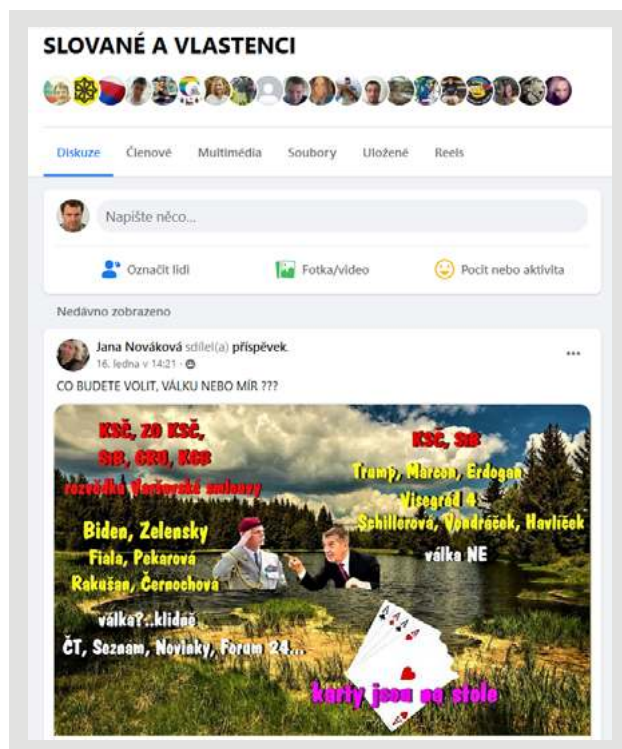 SLOVANÉ A VLASTENCI
Diskuze Členové Multimédia Soubory Uložené Reels
Napište něco...
Označit lidi Fotka/video Pocit nebo aktivita
Nedávno zobrazeno
Jana Nováková sdílel(a) příspěvek.
16. ledna v 14:21 ·
CO BUDETE VOLIT, VÁLKU NEBO MÍR ???
KSČ, ZO KSČ,
StB, GRU, KGB
rozvědka Varšavské smlouvy
Biden, Zelensky
Fiala, Pekarová
Rakušan, Černochová
válka?..klidně
ČT, Seznam, Novinky, Forum 24...
KSČ, StB
Trump, Marcon, Erdogan
Visegrád 4
Schillerová, Vondráček, Havlíček
válka NE
karty jsou na stole